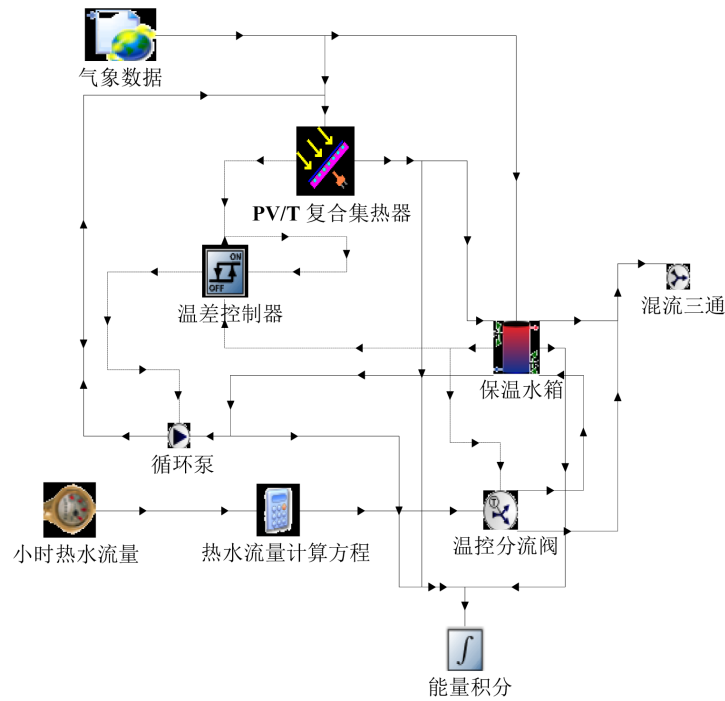 气象数据
PV/T 复合集热器
ON
OFF
温差控制器
混流三通
保温水箱
循环泵
小时热水流量
热水流量计算方程
T
温控分流阀
∫
能量积分